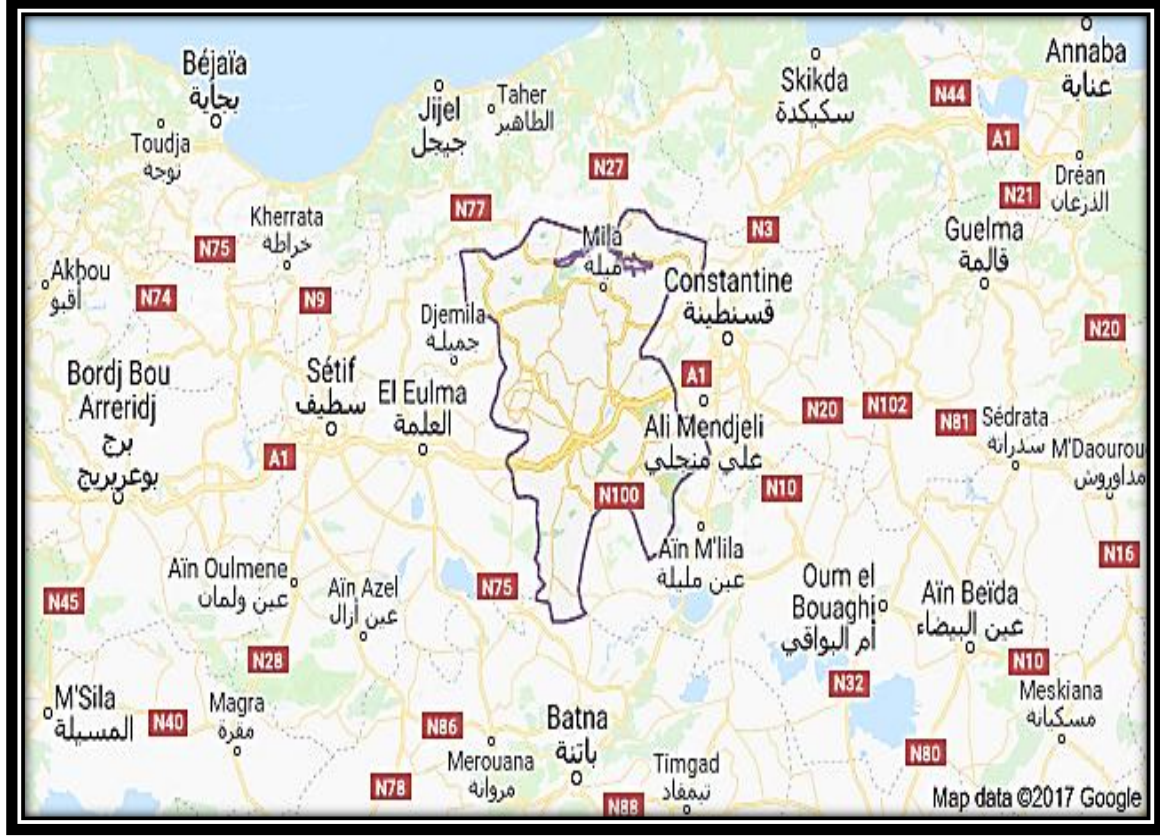 Béjaïa
بجاية
Toudja
توجه
Jijel
جيجل
Taher
الطاهير
Skikda
سكيكدة
N44
Annaba
عنابة
A1
N27
Dréan
الذرعان
N21
N77
Kherrata
خراطة
N75
Mila
ميلة
N3
Guelma
قالمة
Akbou
أقبو
N74
N9
Constantine
قسنطينة
Djemila
جميلة
N20
Bordj Bou
Arreridj
برج
بوعريريج
Sétif
سطيف
El Eulma
العلمة
A1
N20
N102
N81
Sédrata
سدراته
Ali Mendjeli
علي منجلي
M'Daourou
مداوروش
A1
N100
N10
Aïn M'lila
عين مليلة
N16
Aïn Oulmene
عين ولمان
Aïn Azel
عين أزال
N75
Oum el
Bouaghi
أم البواقي
Aïn Beïda
عين البيضاء
N45
N28
N10
N32
Meskiana
مسكيانة
M'Sila
المسيلة
N40
Magra
مقرة
N86
Batna
باتنة
Merouana
مروانة
N80
Timgad
تيمقاد
N78
N88
Map data ©2017 Google